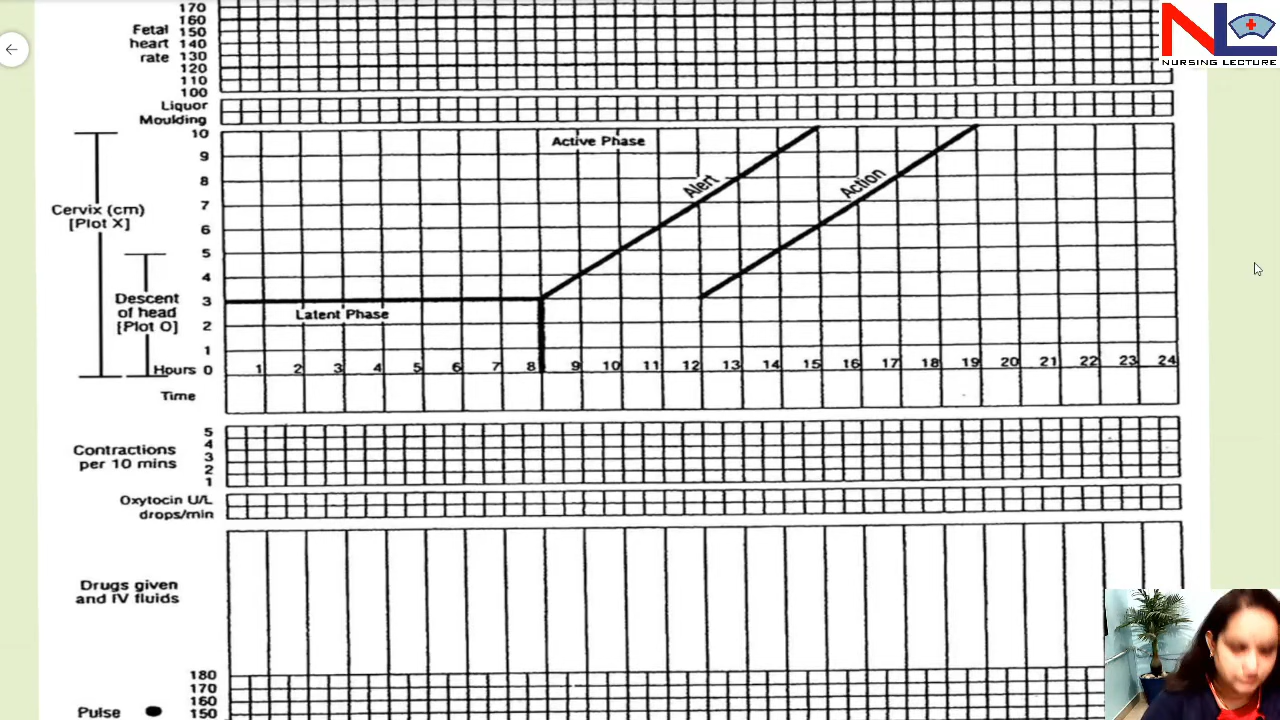 NL
NURSING LECTURE
Fetal
heart
rate
170
160
150
140
130
120
110
100
Liquor
Moulding
Cervix (cm)
[Plot X]
Descent
of head
[Plot O]
10
9
8
7
6
5
4
3
2
1
0
Active Phase
Alert
Action
Latent Phase
Hours
1 2 3 4 5 6 7 8 9 10 11 12 13 14 15 16 17 18 19 20 21 22 23 24
Time
Contractions
per 10 mins
5
4
3
2
1
Oxytocin U/L
drops/min
Drugs given
and IV fluids
180
170
160
150
Pulse